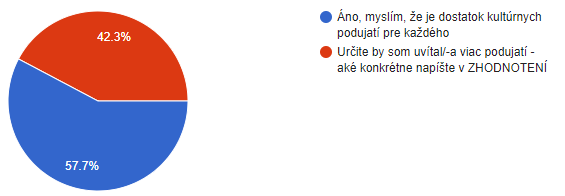 42.3%
57.7%
Áno, myslím, že je dostatok kultúrnych
podujatí pre každého
Určite by som uvítal/-a viac podujatí -
aké konkrétne napíšte v ZHODNOTENÍ